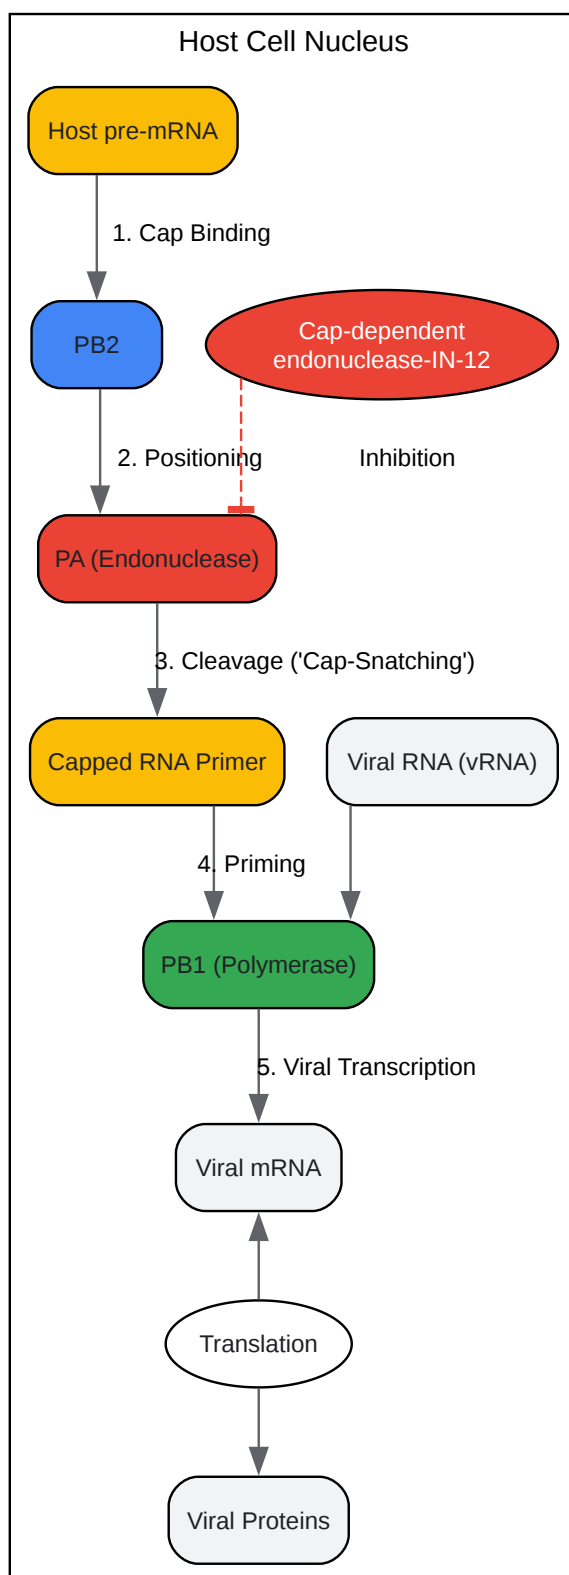 Host Cell Nucleus
Host pre-mRNA
1. Cap Binding
PB2
Cap-dependent
endonuclease-IN-12
2. Positioning
Inhibition
PA (Endonuclease)
3. Cleavage ('Cap-Snatching')
Capped RNA Primer
Viral RNA (vRNA)
4. Priming
PB1 (Polymerase)
5. Viral Transcription
Viral mRNA
Translation
Viral Proteins